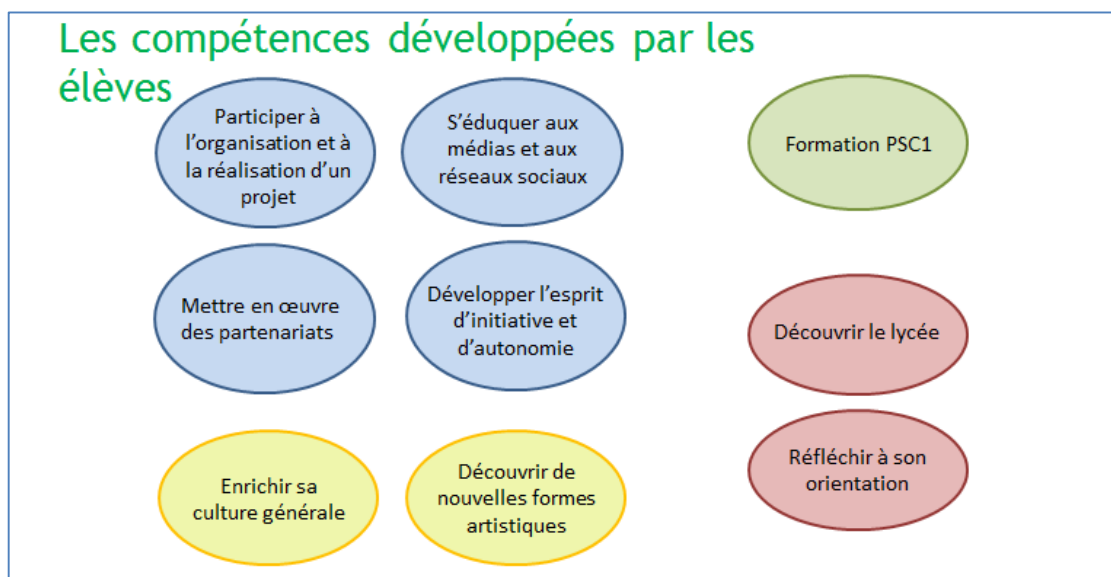 Les compétences développées par les
élèves
Participer à
l'organisation et à
la réalisation d'un
projet
S'éduquer aux
médias et aux
réseaux sociaux
Formation PSC1
Mettre en œuvre
des partenariats
Développer l'esprit
d'initiative et
d'autonomie
Découvrir le lycée
Enrichir sa
culture générale
Découvrir de
nouvelles formes
artistiques
Réfléchir à son
orientation